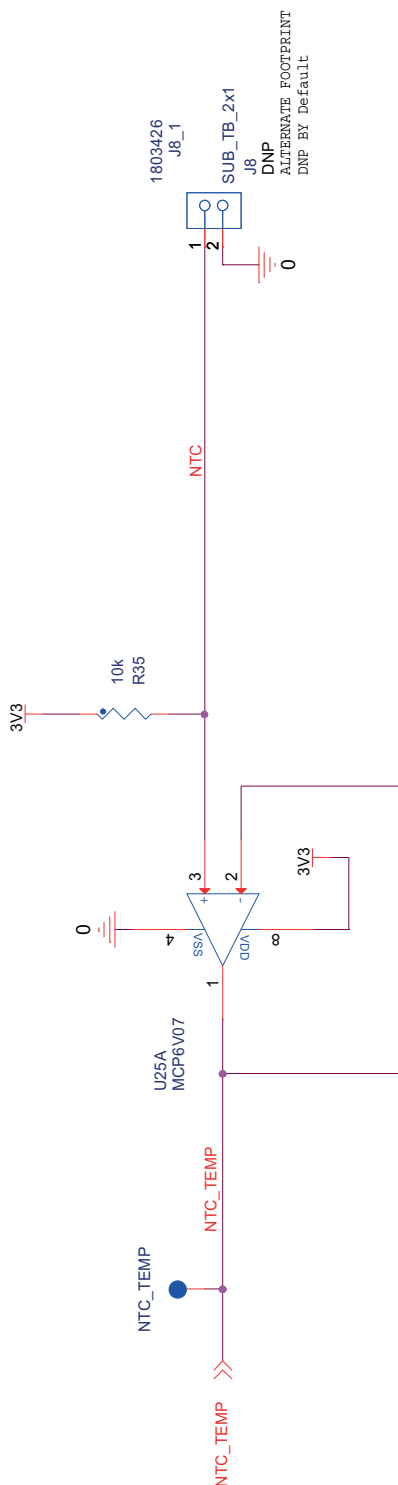 ALTERNATE FOOTPRINT
DNP BY Default
1803426
J8_1
SUB_TB_2x1
J8
DNP
1
2
0
NTC
3V3
10k
R35
3
2
+
-
0
4
VSS
VDD
8
3V3
1
U25A
MCP6V07
NTC_TEMP
NTC_TEMP
NTC_TEMP